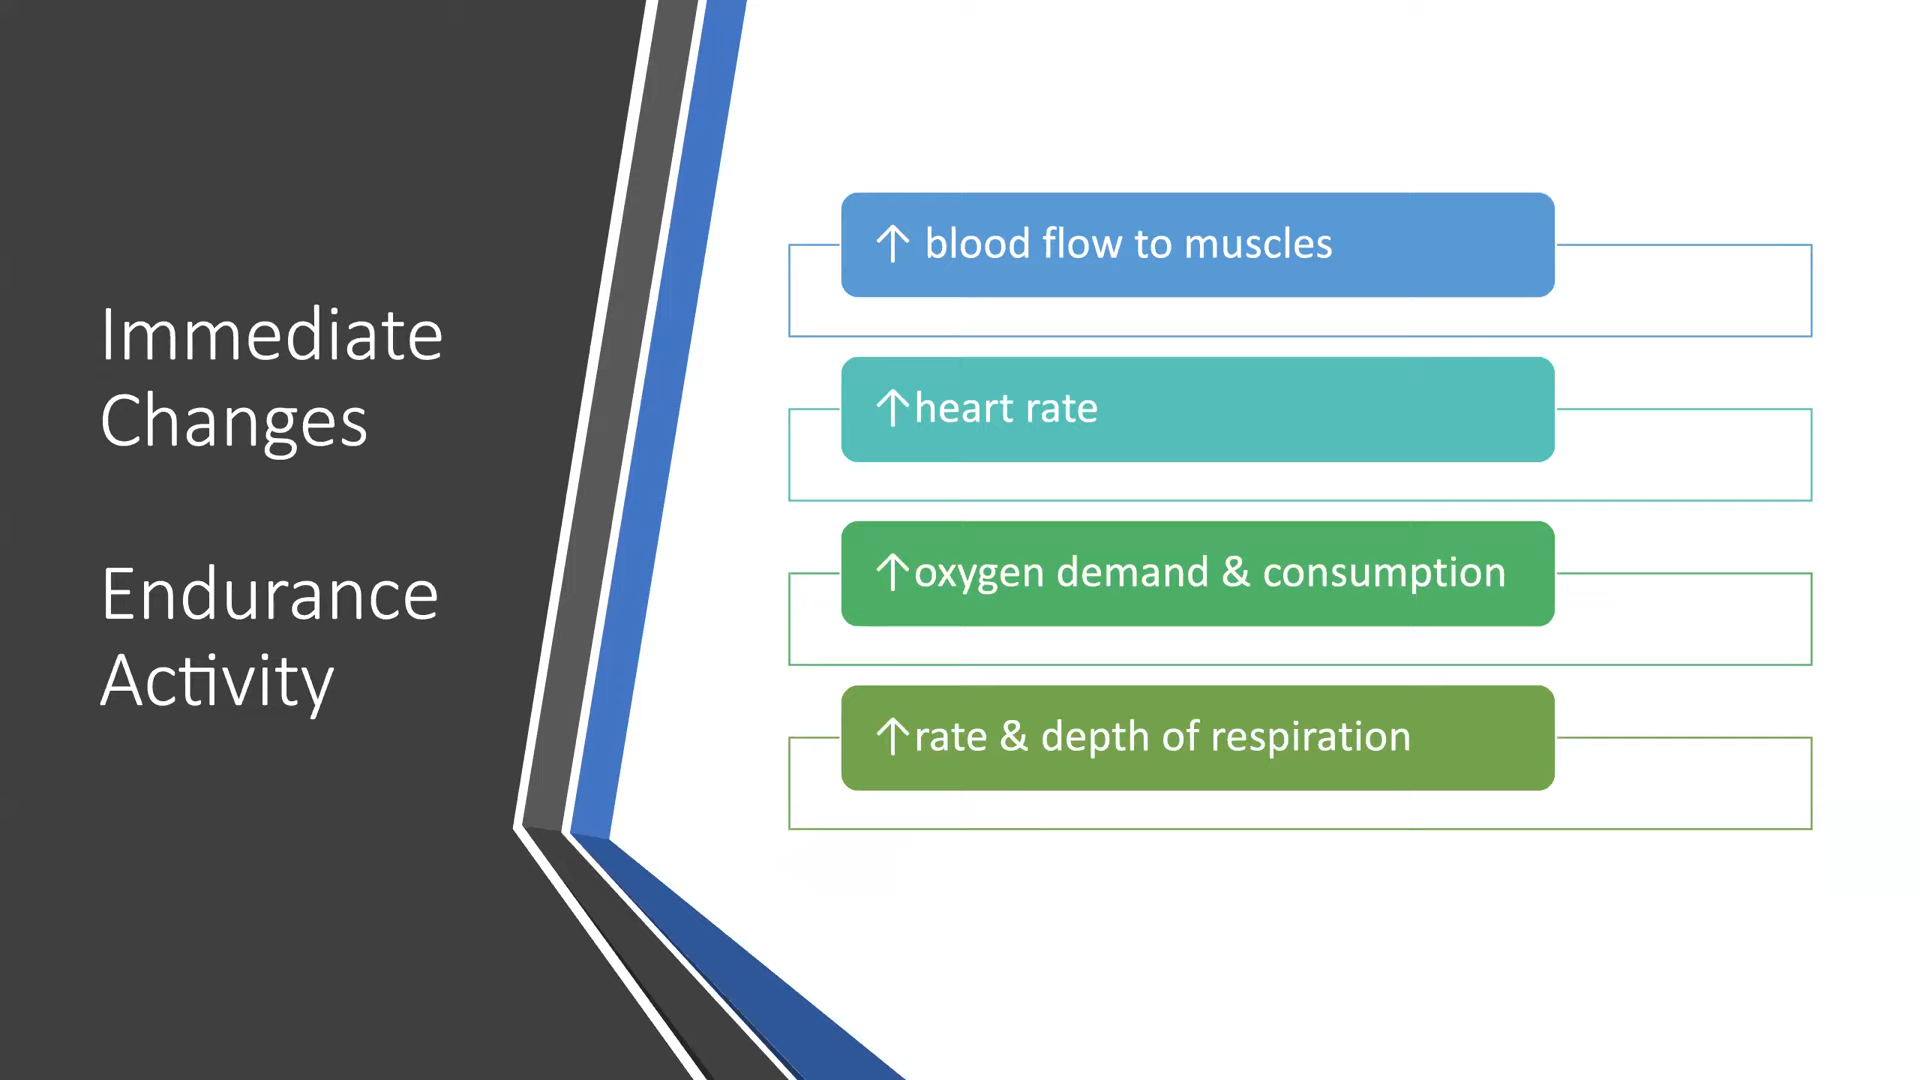 Immediate
Changes
Endurance
Activity
↑ blood flow to muscles
↑heart rate
↑oxygen demand & consumption
↑rate & depth of respiration